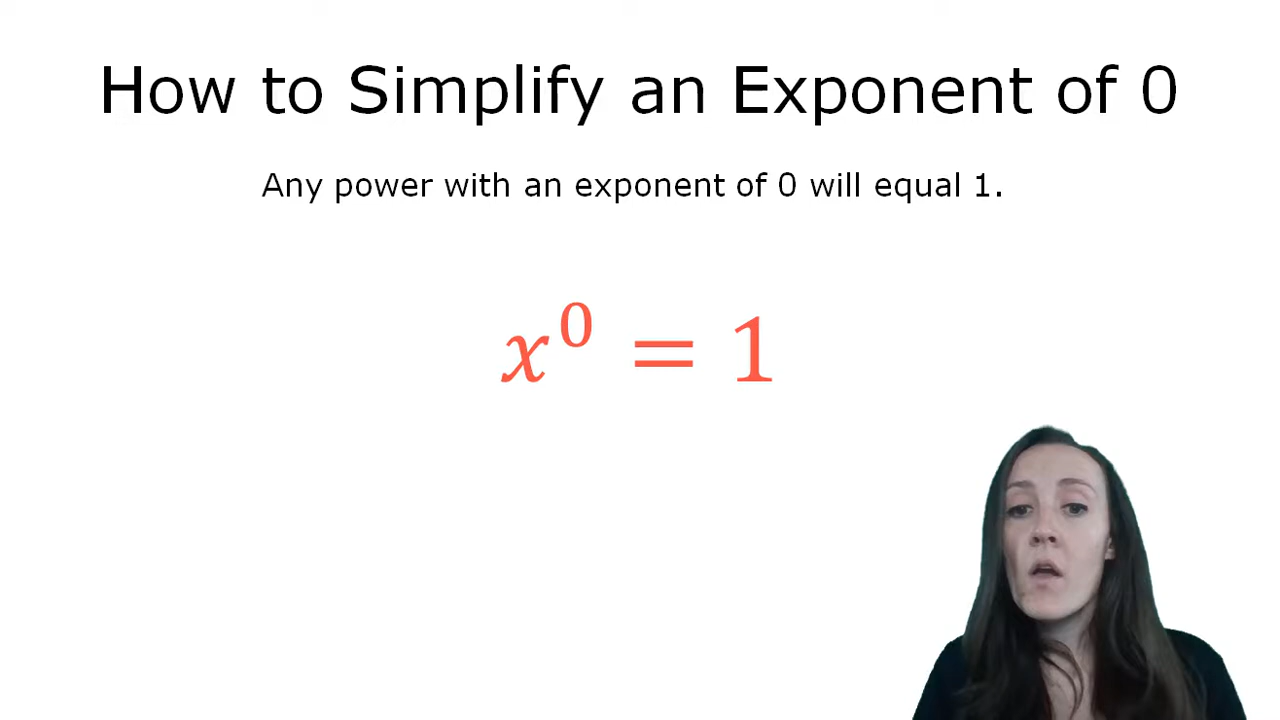 How to Simplify an Exponent of 0
Any power with an exponent of 0 will equal 1.
x⁰ = 1